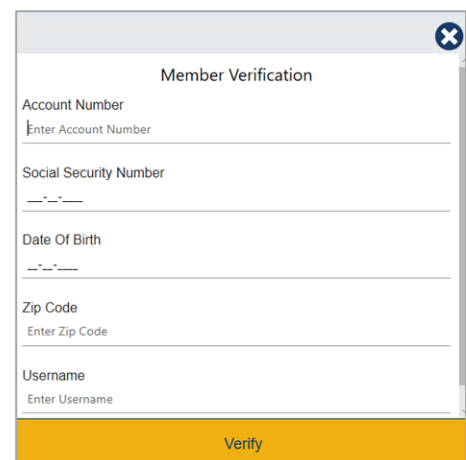 Member Verification
Account Number
Enter Account Number
Social Security Number
___-__-____
Date Of Birth
__-__-____
Zip Code
Enter Zip Code
Username
Enter Username
Verify